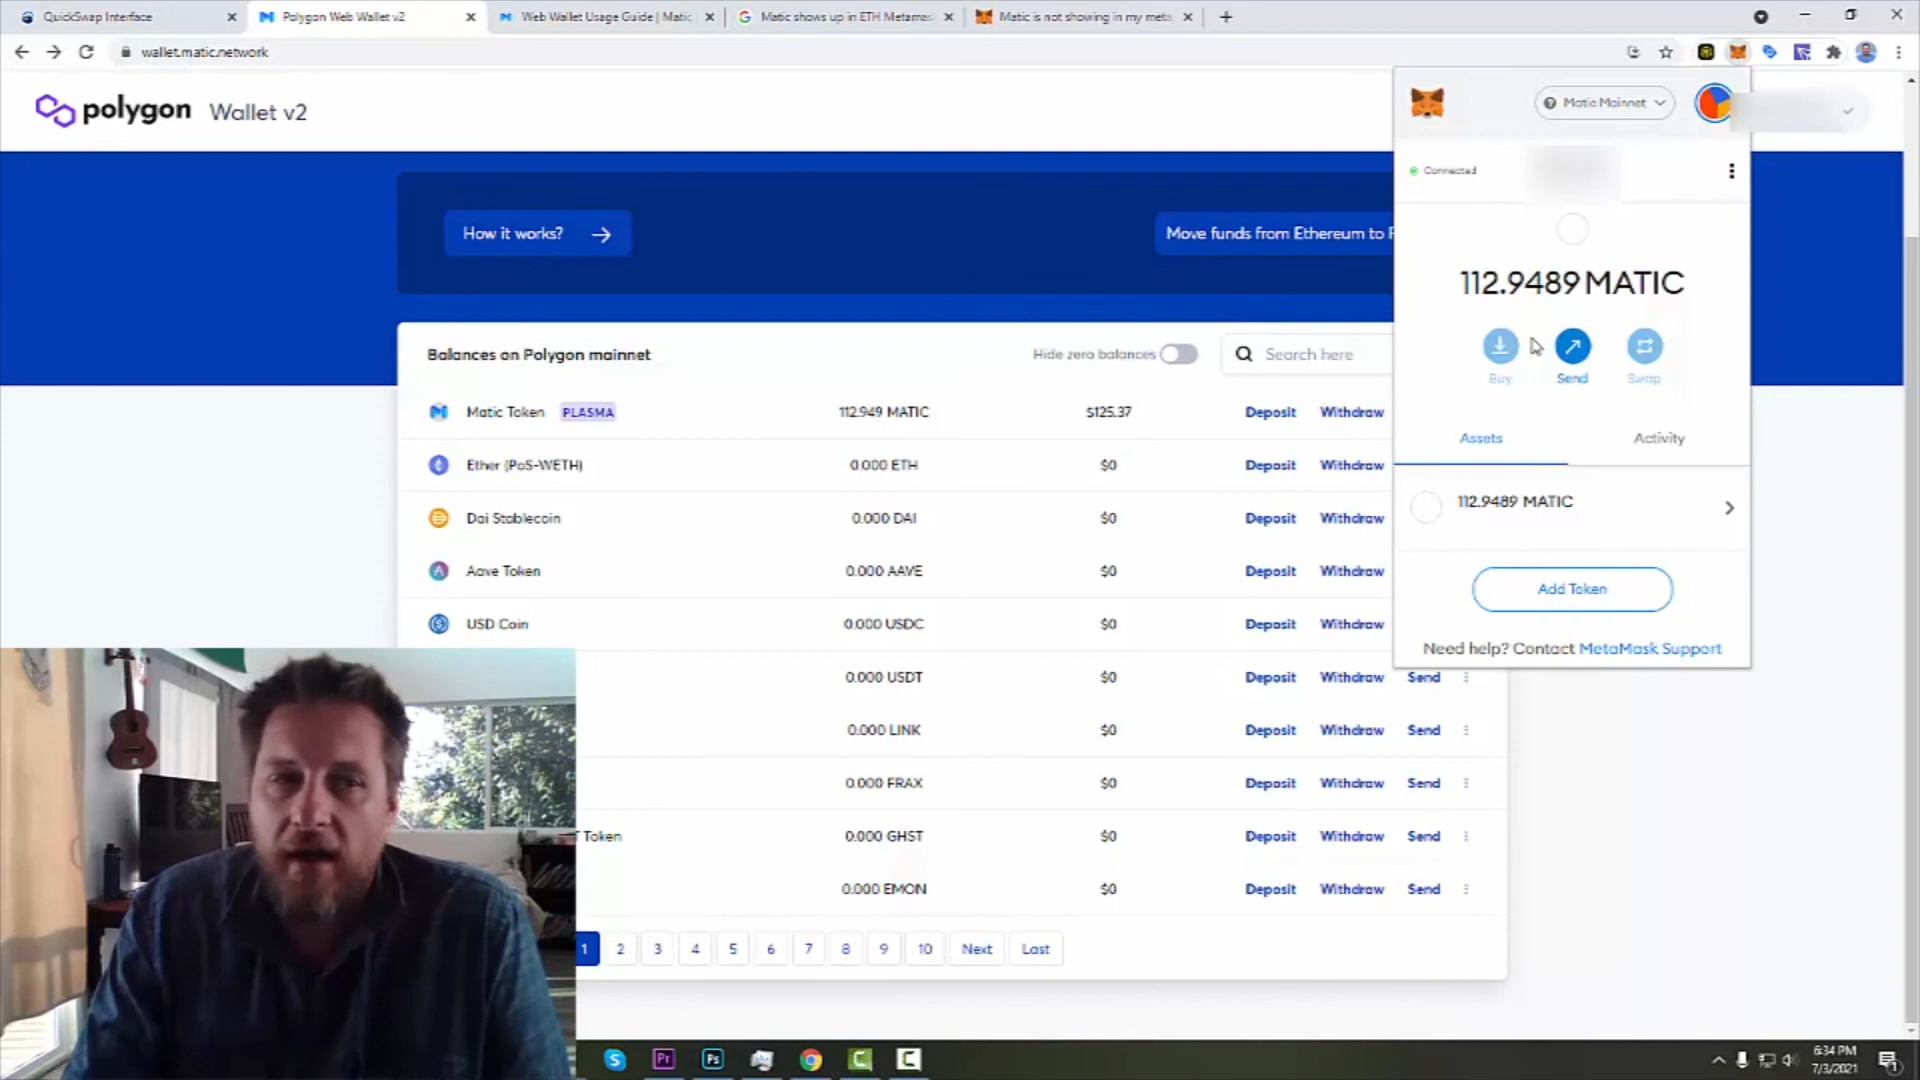 QuickSwap Interface
Polygon Web Wallet v2
Web Wallet Usage Guide | Matic
Matic shows up in ETH Metamas
Matic is not showing in my meta
wallet.matic.network
polygon Wallet v2
Matic Mainnet
Connected
How it works?
Move funds from Ethereum to P
112.9489 MATIC
Buy
Send
Swap
Assets
Activity
112.9489 MATIC
Add Token
Need help? Contact MetaMask Support
Balances on Polygon mainnet
Hide zero balances
Search here
Matic Token PLASMA 112.949 MATIC $125.37 Deposit Withdraw
Ether (PoS-WETH) 0.000 ETH $0 Deposit Withdraw
Dai Stablecoin 0.000 DAI $0 Deposit Withdraw
Aave Token 0.000 AAVE $0 Deposit Withdraw
USD Coin 0.000 USDC $0 Deposit Withdraw
0.000 USDT $0 Deposit Withdraw Send
0.000 LINK $0 Deposit Withdraw Send
0.000 FRAX $0 Deposit Withdraw Send
T Token 0.000 GHST $0 Deposit Withdraw Send
0.000 EMON $0 Deposit Withdraw Send
1 2 3 4 5 6 7 8 9 10 Next Last
Pr
Ps
6:34 PM
7/3/2021